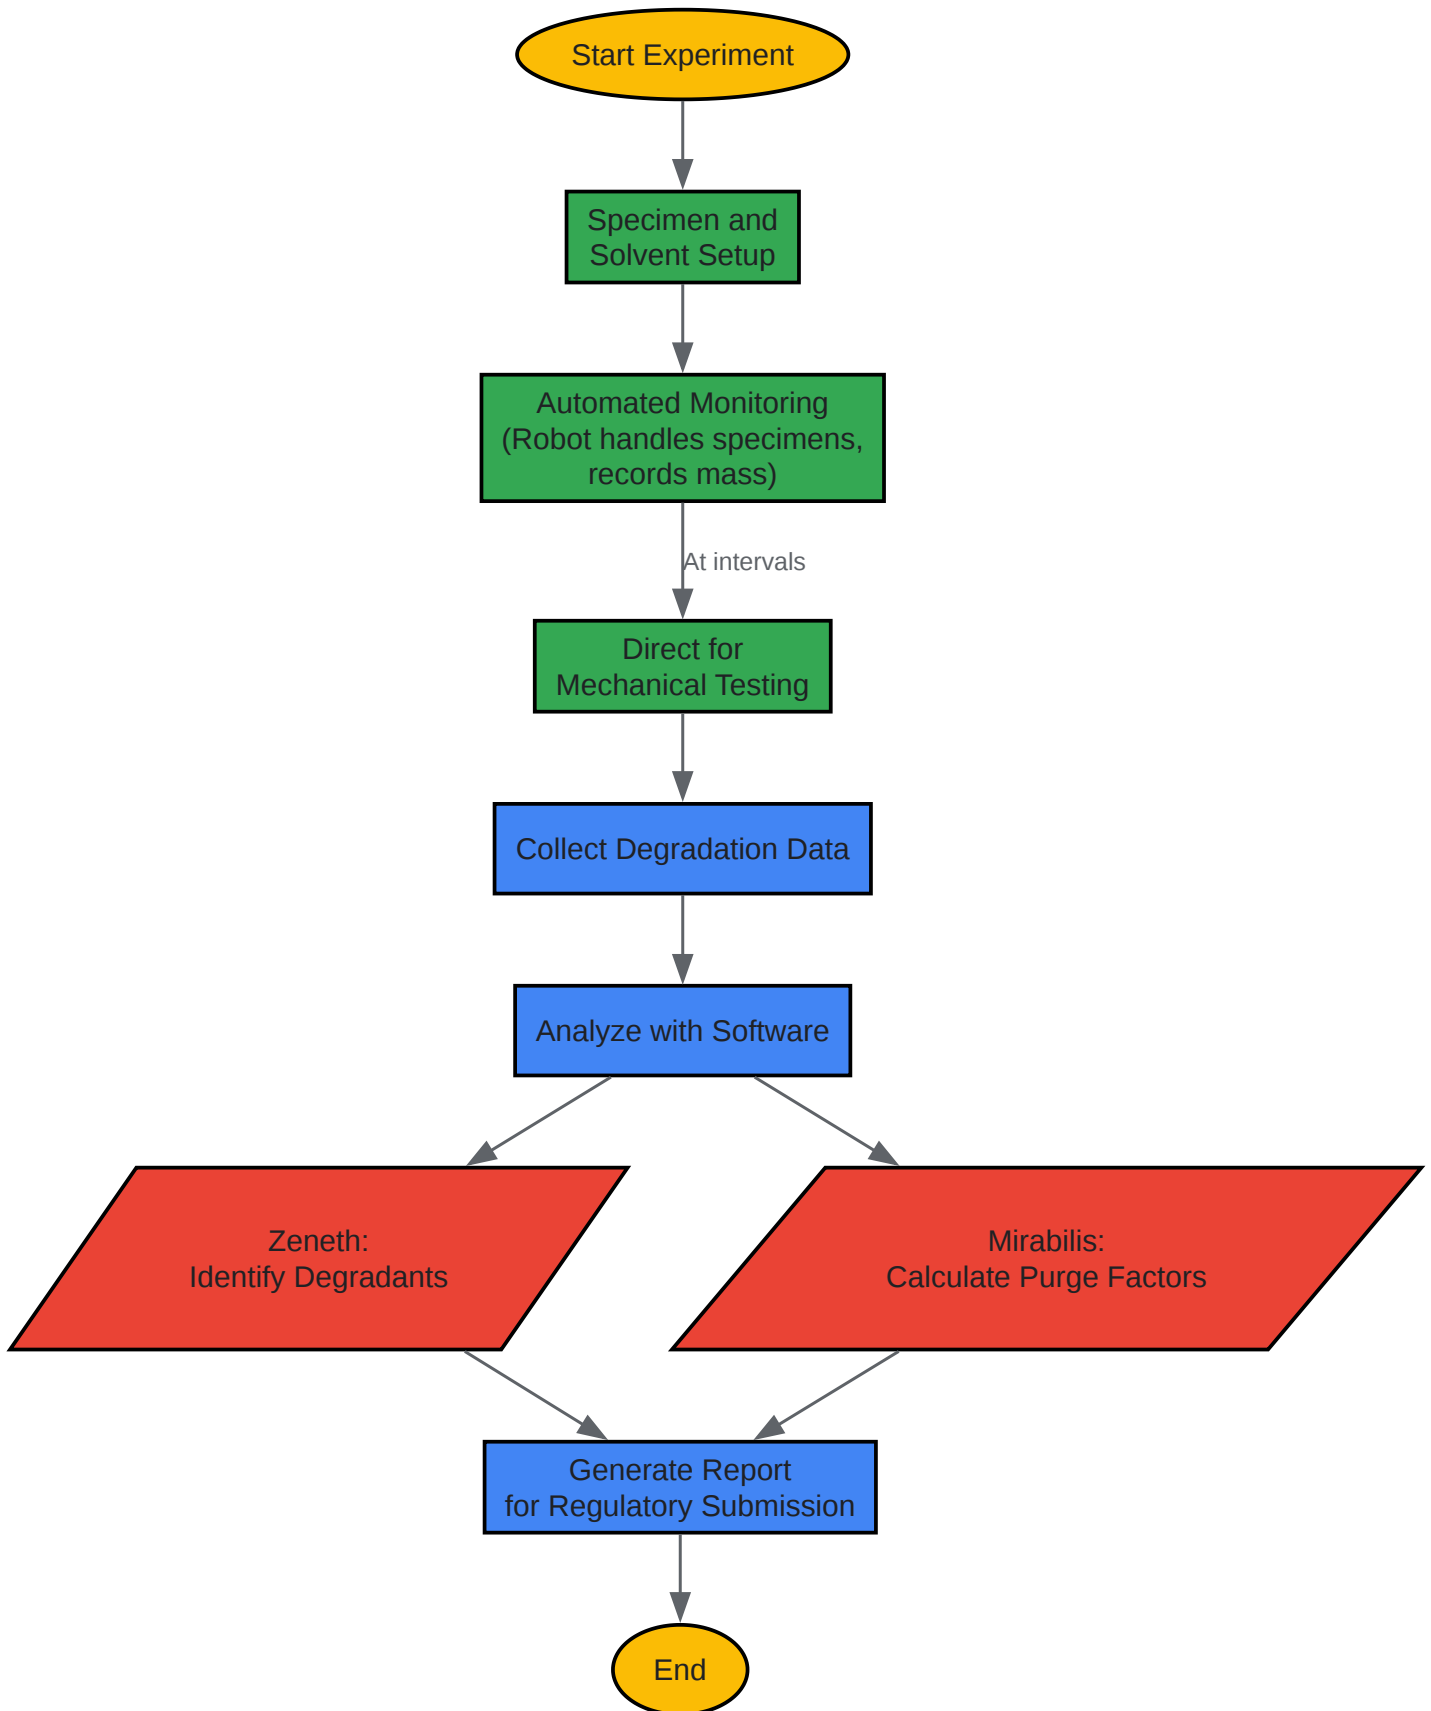 Start Experiment
Specimen and
Solvent Setup
Automated Monitoring
(Robot handles specimens,
records mass)
At intervals
Direct for
Mechanical Testing
Collect Degradation Data
Analyze with Software
Zeneth:
Identify Degradants
Mirabilis:
Calculate Purge Factors
Generate Report
for Regulatory Submission
End